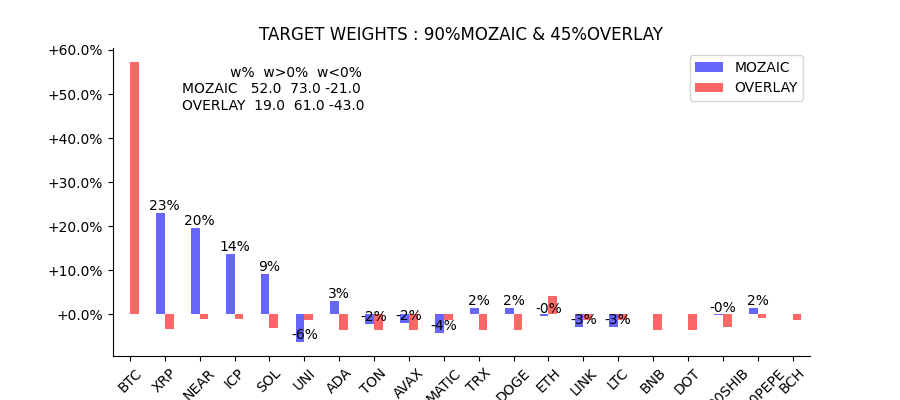 TARGET WEIGHTS : 90%MOZAIC & 45%OVERLAY
+60.0%
+50.0%
+40.0%
+30.0%
+20.0%
+10.0%
+0.0%
w% w>0% w<0%
MOZAIC 52.0 73.0 -21.0
OVERLAY 19.0 61.0 -43.0
MOZAIC
OVERLAY
23%
20%
14%
9%
-6%
3%
-2%
-2%
-4%
2%
2%
-0%
-3%
-3%
-0%
2%
BTC
XRP
NEAR
ICP
SOL
UNI
ADA
TON
AVAX
MATIC
TRX
DOGE
ETH
LINK
LTC
BNB
DOT
0SHIB
0PEPE
BCH